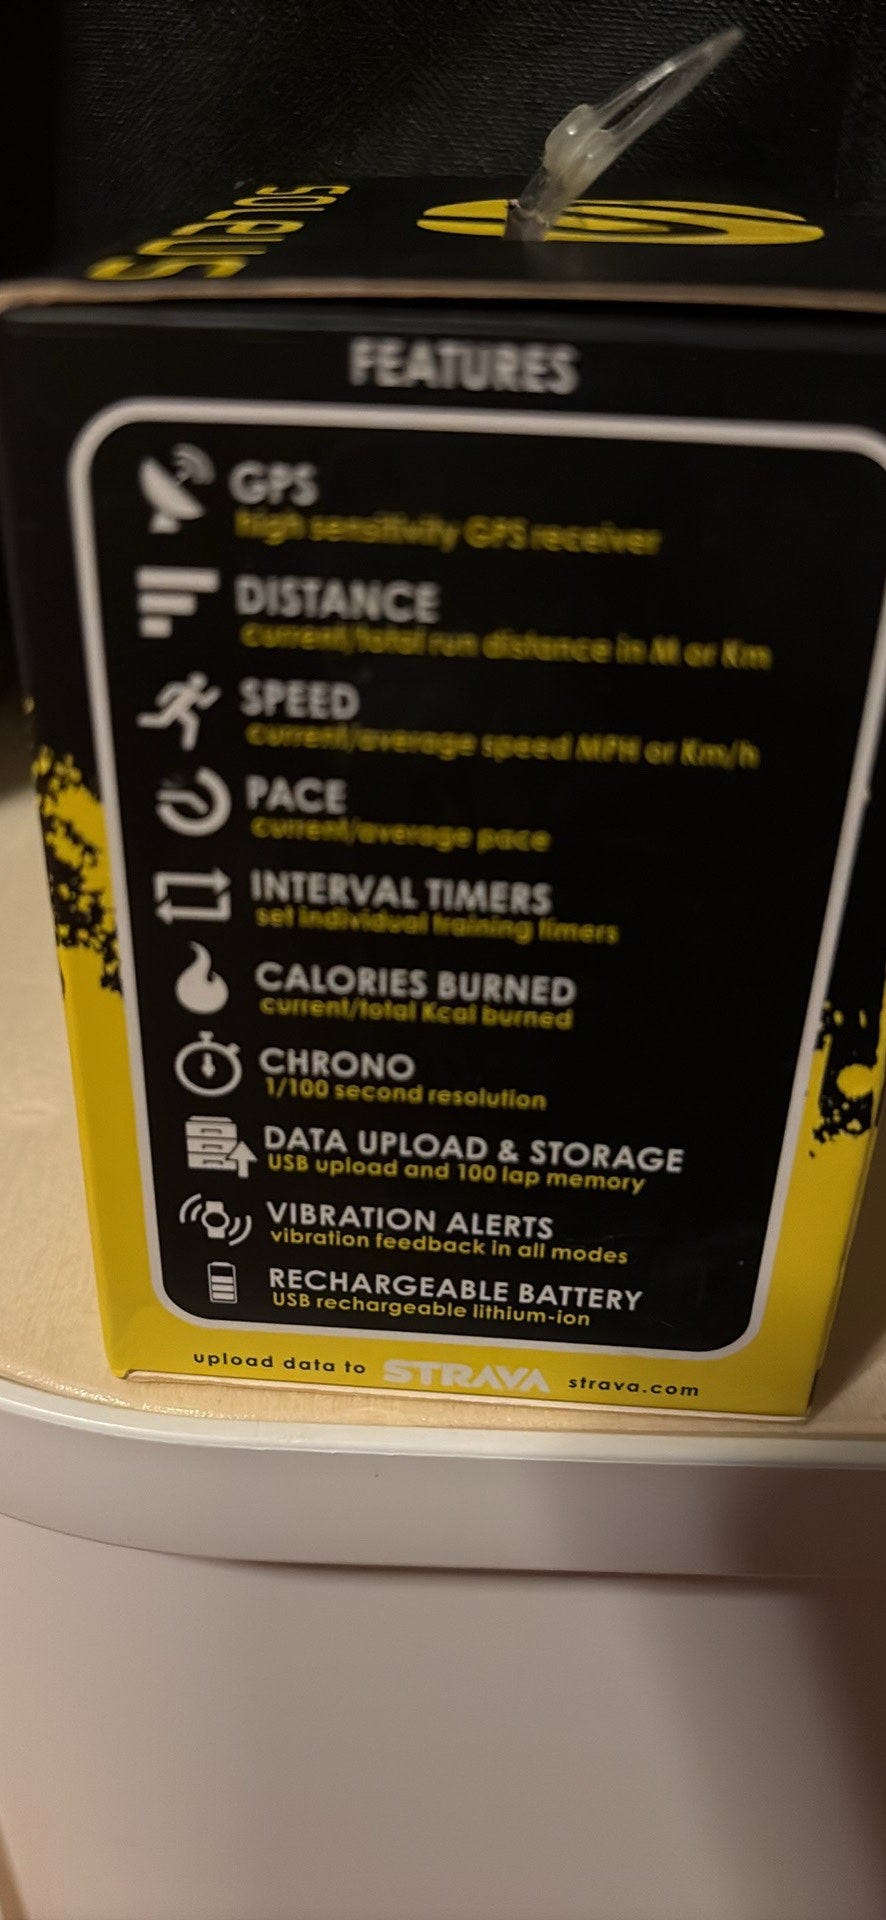 soleus
FEATURES
GPS
high sensitivity GPS receiver
DISTANCE
current/total run distance in M or Km
SPEED
current/average speed MPH or Km/h
PACE
current/average pace
INTERVAL TIMERS
set individual training timers
CALORIES BURNED
current/total Kcal burned
CHRONO
1/100 second resolution
DATA UPLOAD & STORAGE
USB upload and 100 lap memory
VIBRATION ALERTS
vibration feedback in all modes
RECHARGEABLE BATTERY
USB rechargeable lithium-ion
upload data to STRAVA strava.com